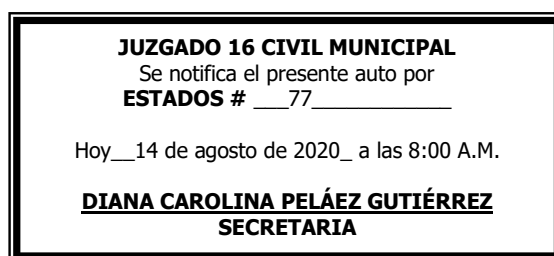 JUZGADO 16 CIVIL MUNICIPAL
Se notifica el presente auto por
ESTADOS # ___77____________
Hoy__14 de agosto de 2020_ a las 8:00 A.M.
DIANA CAROLINA PELÁEZ GUTIÉRREZ
SECRETARIA